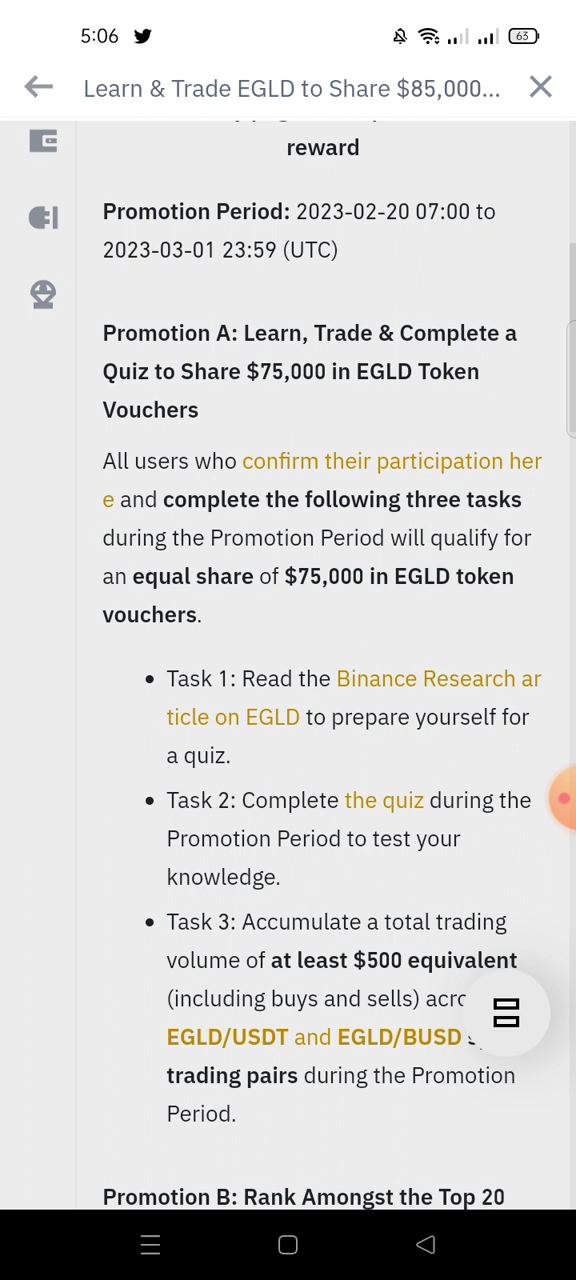 5:06
63
Learn & Trade EGLD to Share $85,000...
reward
Promotion Period: 2023-02-20 07:00 to
2023-03-01 23:59 (UTC)
Promotion A: Learn, Trade & Complete a
Quiz to Share $75,000 in EGLD Token
Vouchers
All users who confirm their participation her
e and complete the following three tasks
during the Promotion Period will qualify for
an equal share of $75,000 in EGLD token
vouchers.
• Task 1: Read the Binance Research ar
ticle on EGLD to prepare yourself for
a quiz.
• Task 2: Complete the quiz during the
Promotion Period to test your
knowledge.
• Task 3: Accumulate a total trading
volume of at least $500 equivalent
(including buys and sells)
EGLD/USDT and EGLD/BUSD
trading pairs during the Promotion
Period.
Promotion B: Rank Amongst the Top 20